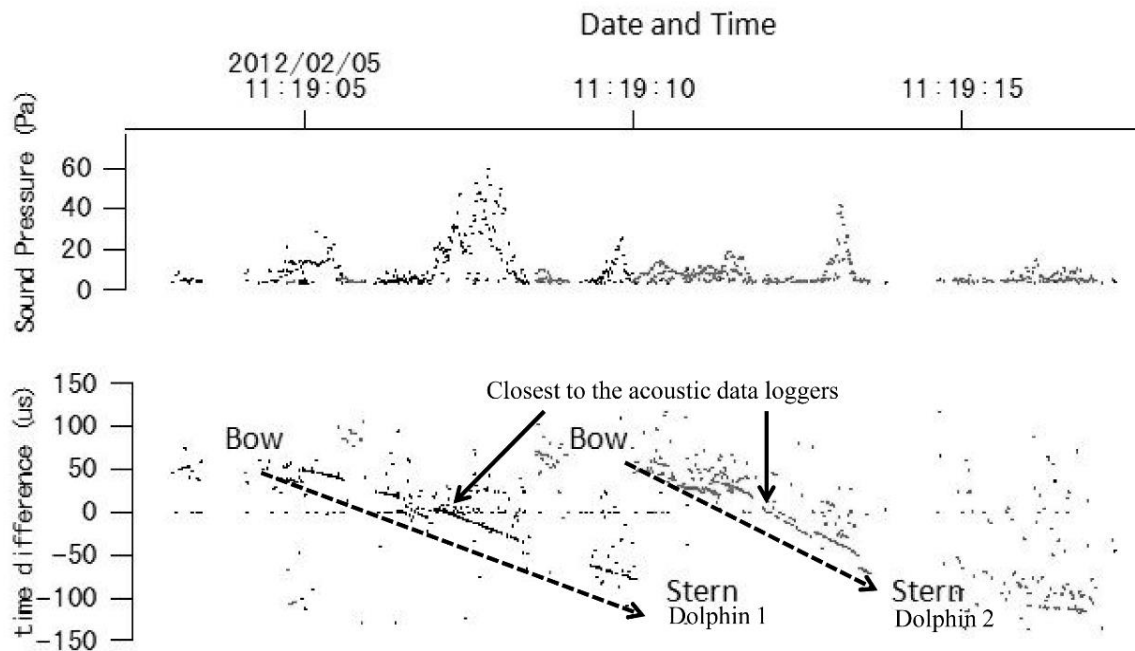 Date and Time
2012/02/05
11:19:05 11:19:10 11:19:15
Sound Pressure (Pa)
60
40
20
0
time difference (us)
150
100
50
0
-50
-100
-150
Closest to the acoustic data loggers
Bow Bow
Stern Stern
Dolphin 1 Dolphin 2